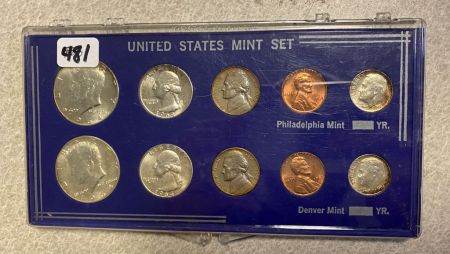 481
UNITED STATES MINT SET
Philadelphia Mint YR.
Denver Mint YR.